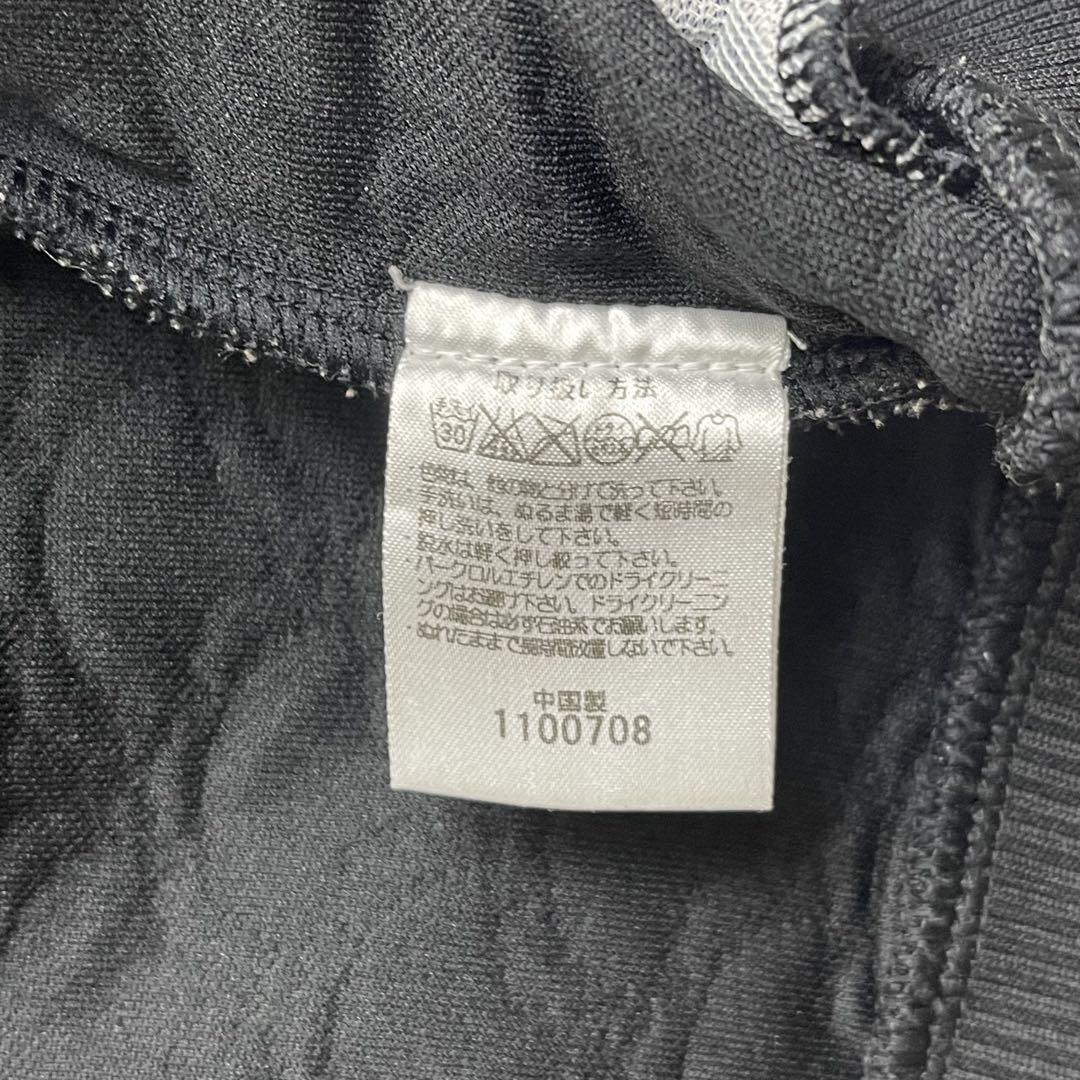 取り扱い方法
手洗イ 30
・色物は、他の物と分けて洗って下さい。
・手洗いは、ぬるま湯で軽く短時間の
押し洗いをして下さい。
・脱水は軽く押し絞って下さい。
・パークロルエチレンでのドライクリーニ
ングはお避け下さい。ドライクリーニン
グの場合は必ず石油系でお願いします。
・ぬれたままで長時間放置しないで下さい。
中国製
1100708